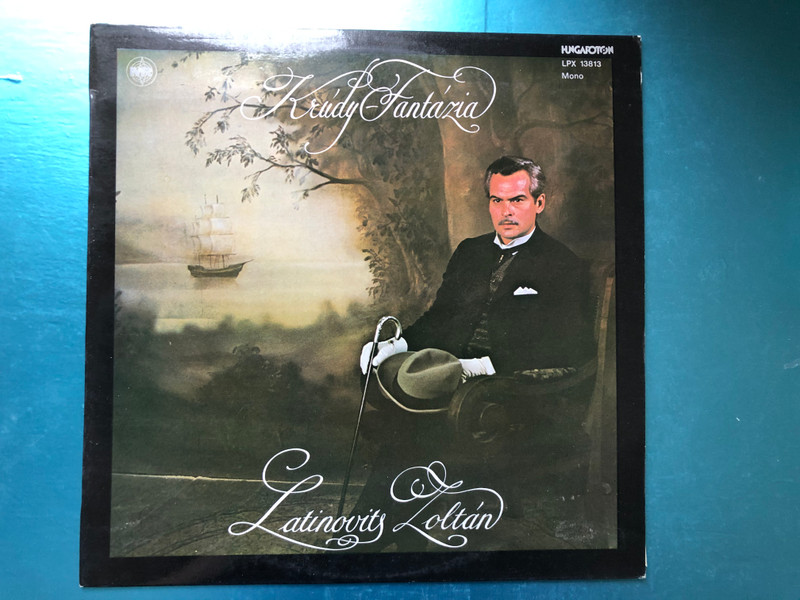 HUNGAROTON
LPX 13813
Mono
Krúdy-Fantázia
Latinovits Zoltán